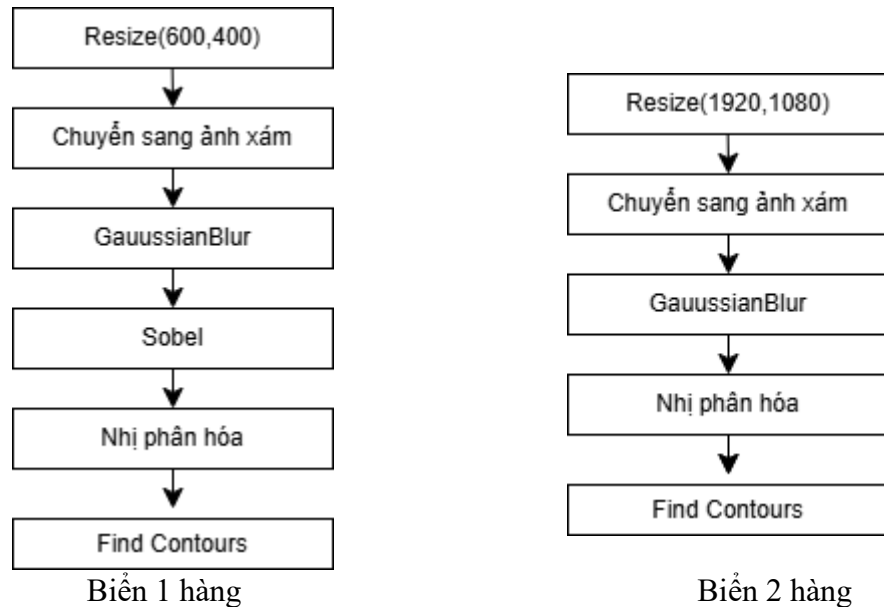 Resize(600,400)
Chuyển sang ảnh xám
GauussianBlur
Sobel
Nhị phân hóa
Find Contours
Biển 1 hàng
Resize(1920,1080)
Chuyển sang ảnh xám
GauussianBlur
Nhị phân hóa
Find Contours
Biển 2 hàng